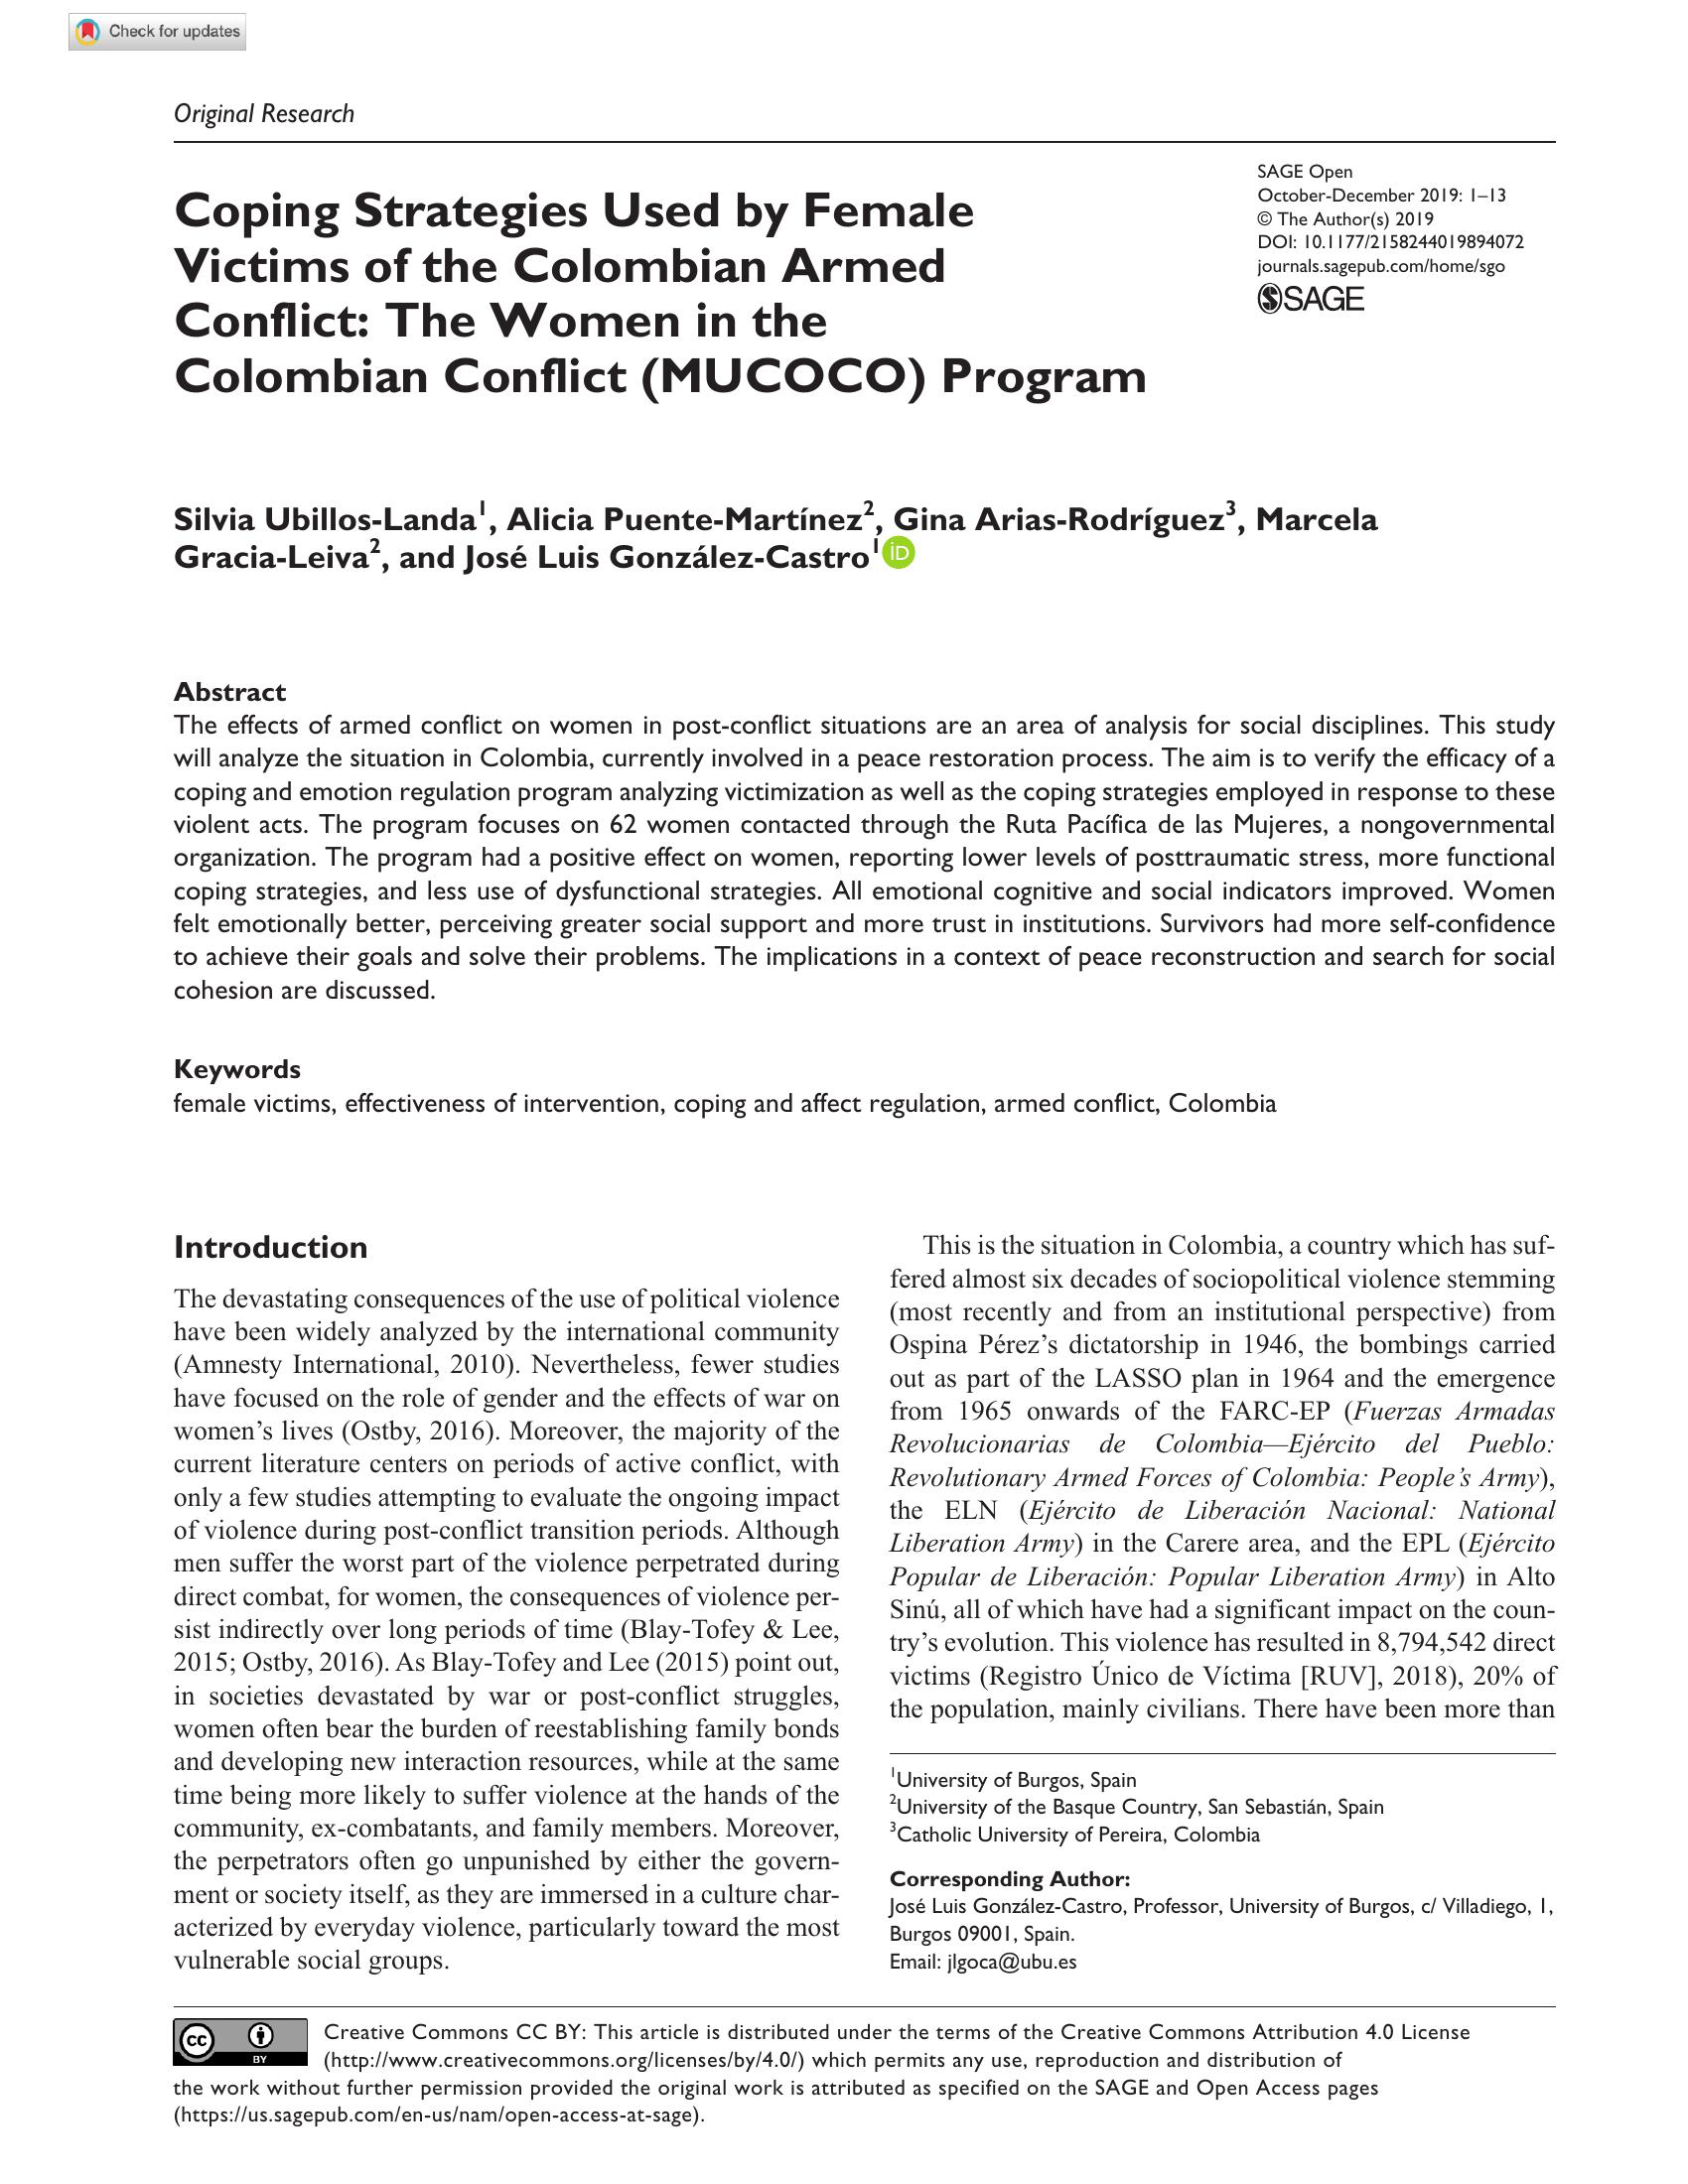 Check for updates
Original Research
SAGE Open
October-December 2019: 1–13
© The Author(s) 2019
DOI: 10.1177/2158244019894072
journals.sagepub.com/home/sgo
SAGE
Coping Strategies Used by Female
Victims of the Colombian Armed
Conflict: The Women in the
Colombian Conflict (MUCOCO) Program
Silvia Ubillos-Landa1, Alicia Puente-Martínez2, Gina Arias-Rodríguez3, Marcela
Gracia-Leiva2, and José Luis González-Castro1 iD
Abstract
The effects of armed conflict on women in post-conflict situations are an area of analysis for social disciplines. This study
will analyze the situation in Colombia, currently involved in a peace restoration process. The aim is to verify the efficacy of a
coping and emotion regulation program analyzing victimization as well as the coping strategies employed in response to these
violent acts. The program focuses on 62 women contacted through the Ruta Pacífica de las Mujeres, a nongovernmental
organization. The program had a positive effect on women, reporting lower levels of posttraumatic stress, more functional
coping strategies, and less use of dysfunctional strategies. All emotional cognitive and social indicators improved. Women
felt emotionally better, perceiving greater social support and more trust in institutions. Survivors had more self-confidence
to achieve their goals and solve their problems. The implications in a context of peace reconstruction and search for social
cohesion are discussed.
Keywords
female victims, effectiveness of intervention, coping and affect regulation, armed conflict, Colombia
Introduction
The devastating consequences of the use of political violence
have been widely analyzed by the international community
(Amnesty International, 2010). Nevertheless, fewer studies
have focused on the role of gender and the effects of war on
women's lives (Ostby, 2016). Moreover, the majority of the
current literature centers on periods of active conflict, with
only a few studies attempting to evaluate the ongoing impact
of violence during post-conflict transition periods. Although
men suffer the worst part of the violence perpetrated during
direct combat, for women, the consequences of violence per-
sist indirectly over long periods of time (Blay-Tofey & Lee,
2015; Ostby, 2016). As Blay-Tofey and Lee (2015) point out,
in societies devastated by war or post-conflict struggles,
women often bear the burden of reestablishing family bonds
and developing new interaction resources, while at the same
time being more likely to suffer violence at the hands of the
community, ex-combatants, and family members. Moreover,
the perpetrators often go unpunished by either the govern-
ment or society itself, as they are immersed in a culture char-
acterized by everyday violence, particularly toward the most
vulnerable social groups.
This is the situation in Colombia, a country which has suf-
fered almost six decades of sociopolitical violence stemming
(most recently and from an institutional perspective) from
Ospina Pérez's dictatorship in 1946, the bombings carried
out as part of the LASSO plan in 1964 and the emergence
from 1965 onwards of the FARC-EP (Fuerzas Armadas
Revolucionarias de Colombia—Ejército del Pueblo:
Revolutionary Armed Forces of Colombia: People's Army),
the ELN (Ejército de Liberación Nacional: National
Liberation Army) in the Carere area, and the EPL (Ejército
Popular de Liberación: Popular Liberation Army) in Alto
Sinú, all of which have had a significant impact on the coun-
try's evolution. This violence has resulted in 8,794,542 direct
victims (Registro Único de Víctima [RUV], 2018), 20% of
the population, mainly civilians. There have been more than
1University of Burgos, Spain
2University of the Basque Country, San Sebastián, Spain
3Catholic University of Pereira, Colombia
Corresponding Author:
José Luis González-Castro, Professor, University of Burgos, c/ Villadiego, 1,
Burgos 09001, Spain.
Email: jlgoca@ubu.es
cc BY
Creative Commons CC BY: This article is distributed under the terms of the Creative Commons Attribution 4.0 License
(http://www.creativecommons.org/licenses/by/4.0/) which permits any use, reproduction and distribution of
the work without further permission provided the original work is attributed as specified on the SAGE and Open Access pages
(https://us.sagepub.com/en-us/nam/open-access-at-sage).